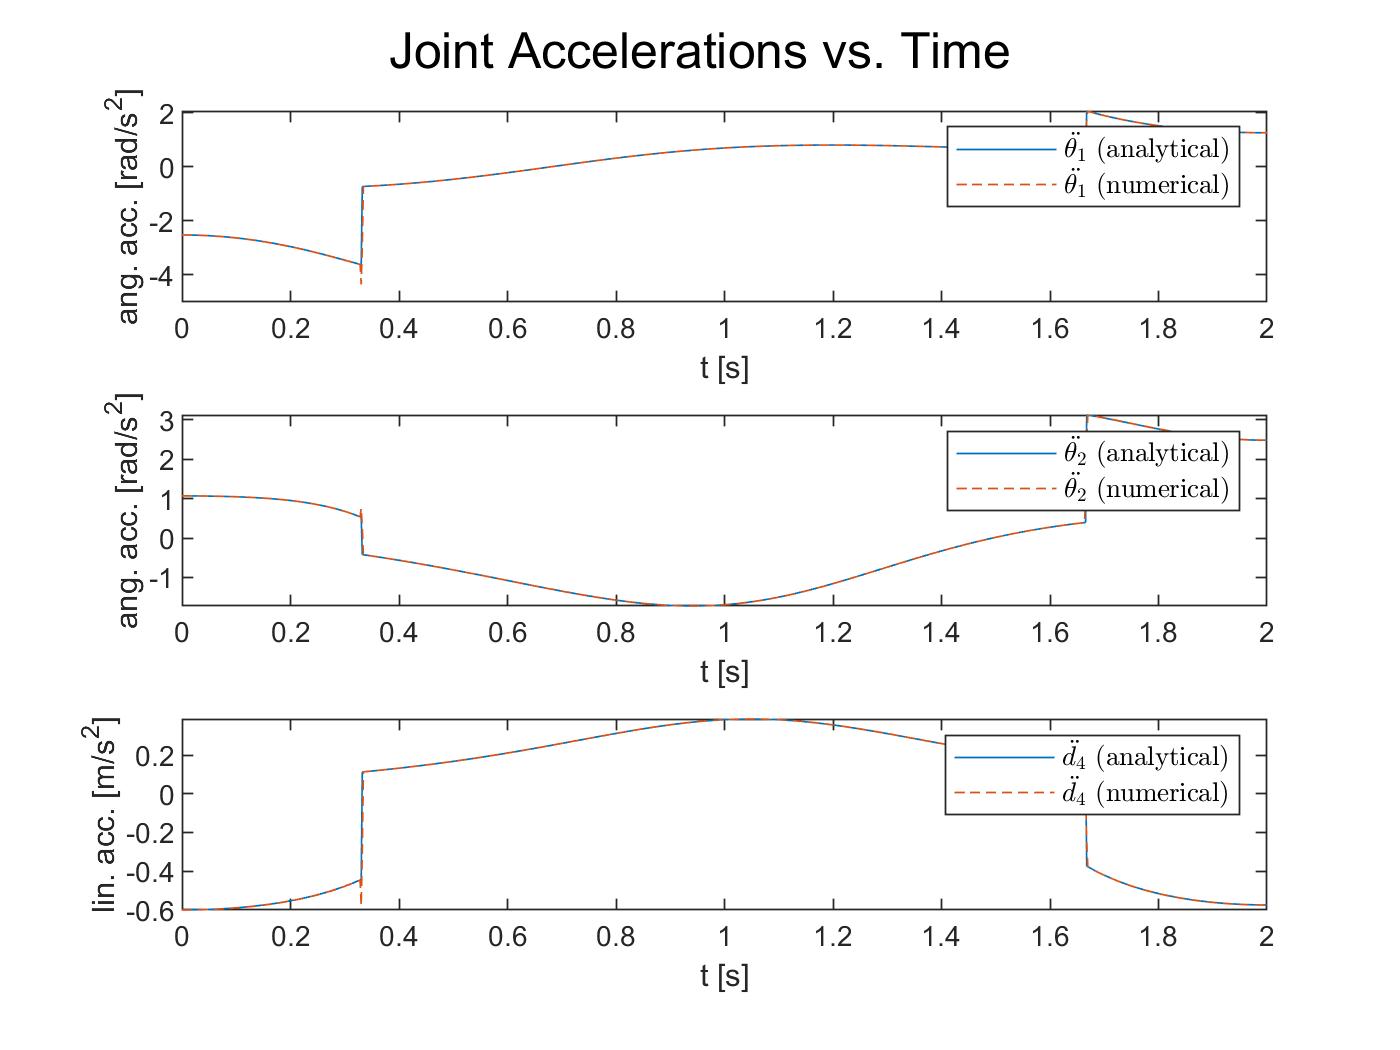 Joint Accelerations vs. Time
ang. acc. [rad/s²]
2
0
-2
-4
θ̈₁ (analytical)
θ̈₁ (numerical)
0 0.2 0.4 0.6 0.8 1 1.2 1.4 1.6 1.8 2
t [s]
ang. acc. [rad/s²]
3
2
1
0
-1
θ̈₂ (analytical)
θ̈₂ (numerical)
0 0.2 0.4 0.6 0.8 1 1.2 1.4 1.6 1.8 2
t [s]
lin. acc. [m/s²]
0.2
0
-0.2
-0.4
-0.6
d̈₄ (analytical)
d̈₄ (numerical)
0 0.2 0.4 0.6 0.8 1 1.2 1.4 1.6 1.8 2
t [s]